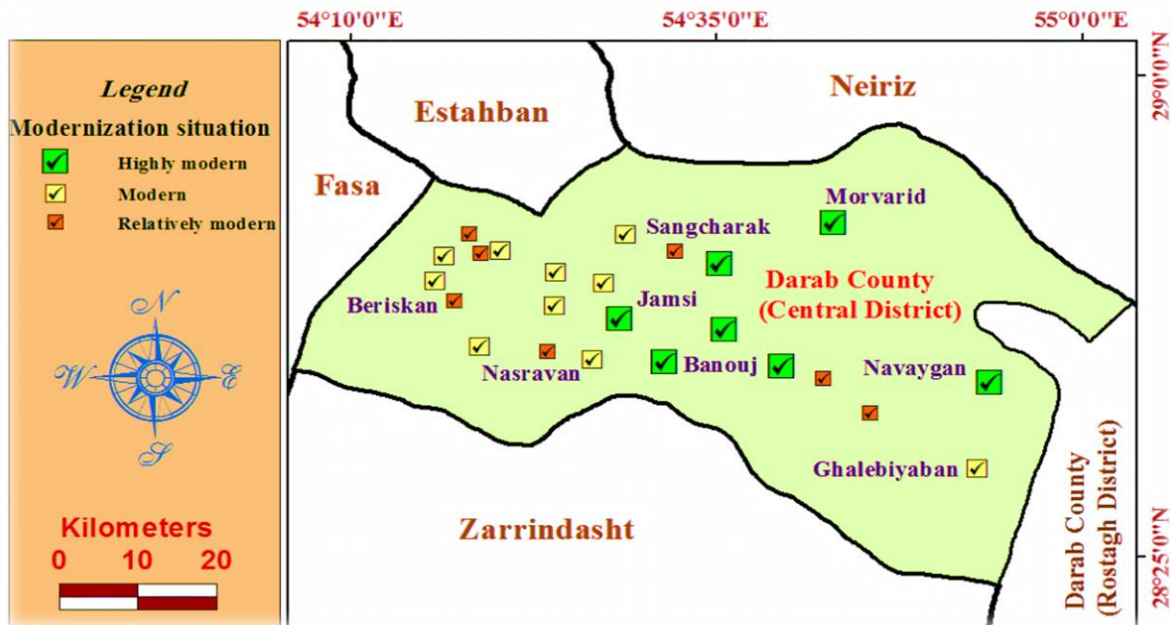 54°10'0"E
54°35'0"E
55°0'0"E
Legend
Modernization situation
Highly modern
Modern
Relatively modern
N
W
E
S
Kilometers
0 10 20
Estahban
Neiriz
Fasa
Morvarid
Sangcharak
Darab County
(Central District)
Beriskan
Jamsi
Nasravan
Banouj
Navaygan
Ghalebiyaban
Zarrindasht
Darab County
(Rostagh District)
29°0'0"N
28°25'0"N